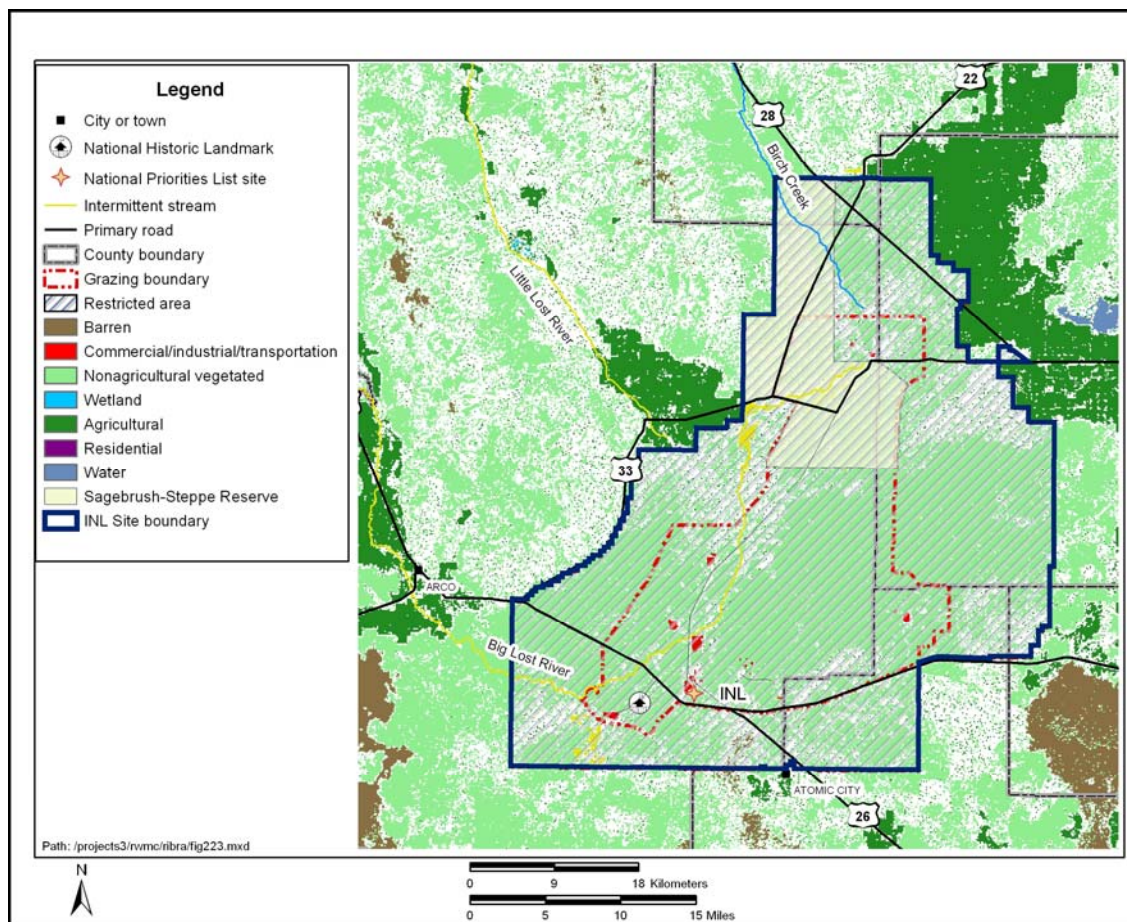 Legend
City or town
National Historic Landmark
National Priorities List site
Intermittent stream
Primary road
County boundary
Grazing boundary
Restricted area
Barren
Commercial/industrial/transportation
Nonagricultural vegetated
Wetland
Agricultural
Residential
Water
Sagebrush-Steppe Reserve
INL Site boundary
22
28
Birch Creek
Little Lost River
33
ARCO
Big Lost River
INL
ATOMIC CITY
26
Path: /projects3/rwmc/ribra/fig223.mxd
N
0 9 18 Kilometers
0 5 10 15 Miles